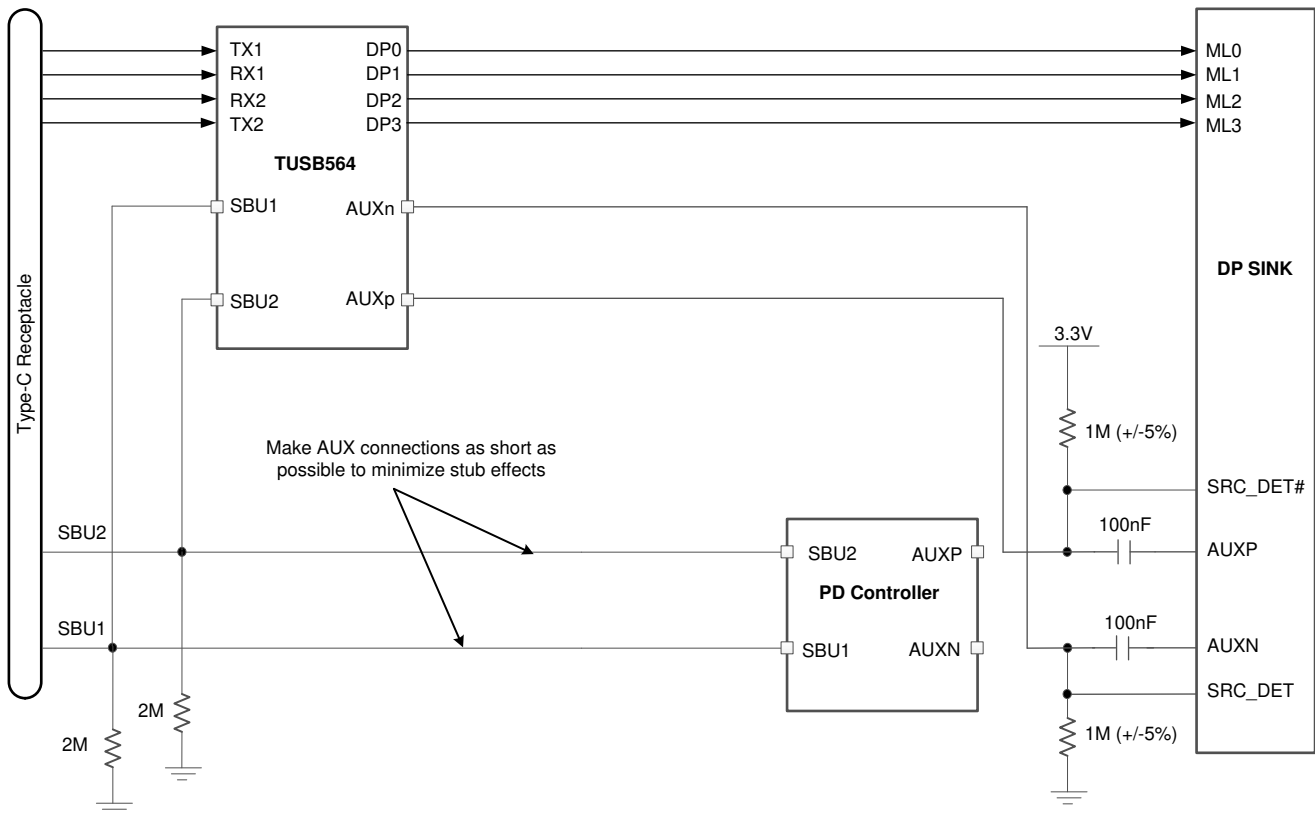 Type-C Receptacle
TX1
RX1
RX2
TX2
DP0
DP1
DP2
DP3
TUSB564
SBU1
AUXn
SBU2
AUXp
ML0
ML1
ML2
ML3
DP SINK
3.3V
1M (+/-5%)
SRC_DET#
100nF
AUXP
100nF
AUXN
SRC_DET
1M (+/-5%)
Make AUX connections as short as
possible to minimize stub effects
SBU2
SBU1
SBU2
AUXP
PD Controller
SBU1
AUXN
2M
2M